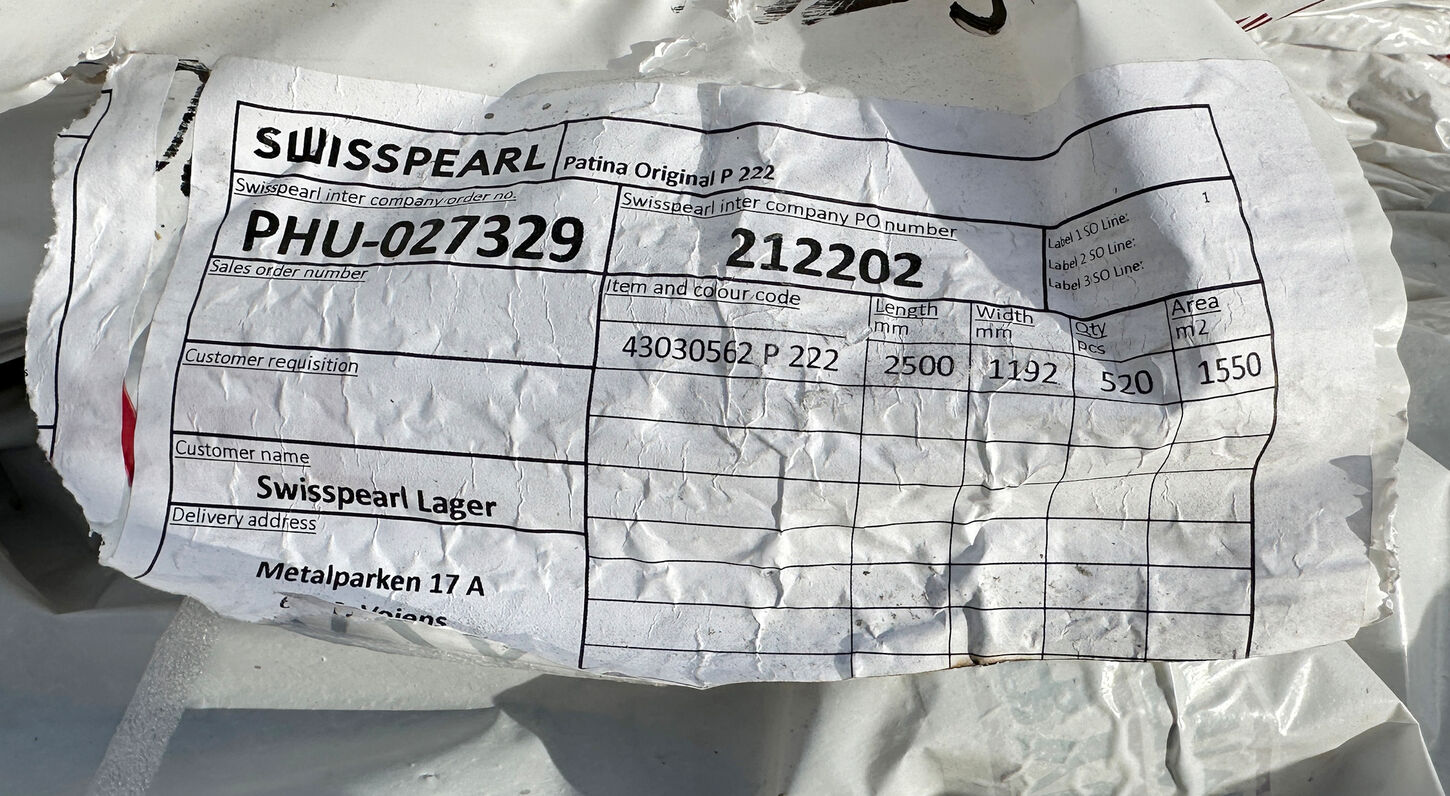 SWISSPEARL
Patina Original P 222
Swisspearl inter company order no.
PHU-027329
Swisspearl inter company PO number
212202
Label 1 SO Line: 1
Label 2 SO Line:
Label 3 SO Line:
Sales order number
Item and colour code
Length mm
Width mm
Qty pcs
Area m2
43030562 P 222 2500 1192 520 1550
Customer requisition
Customer name
Swisspearl Lager
Delivery address
Metalparken 17 A
Vojens